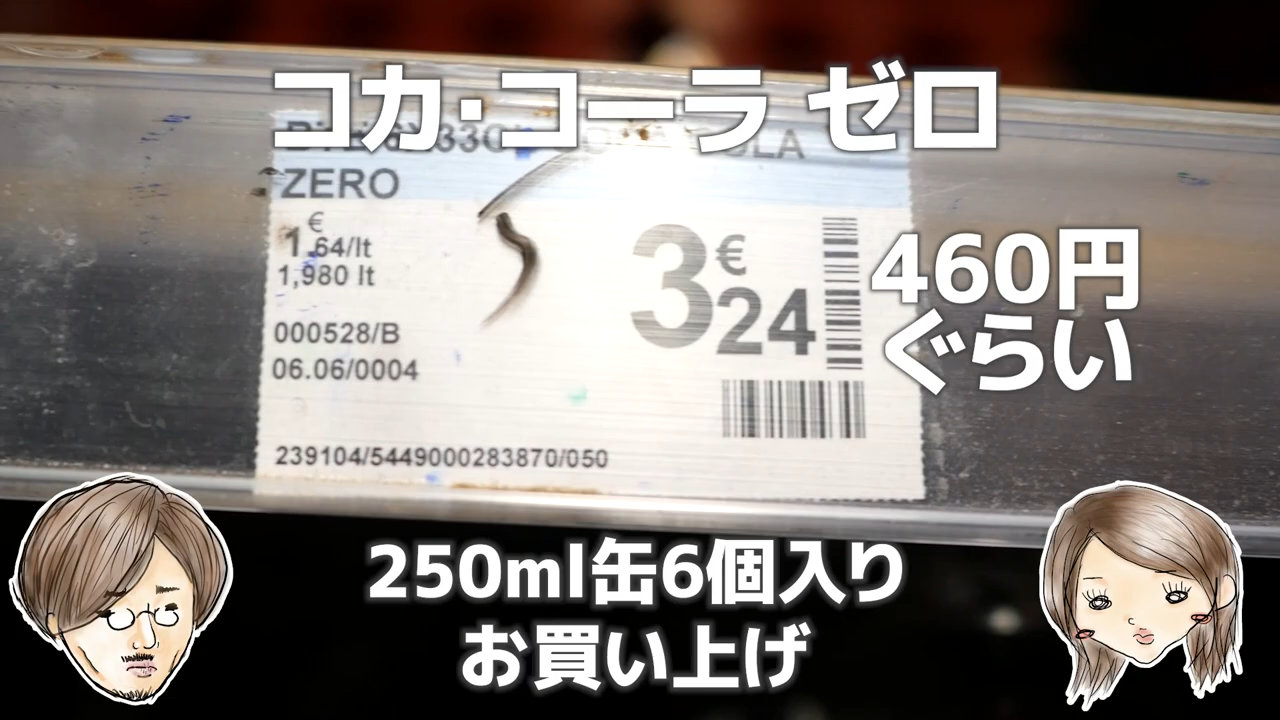 コカ・コーラ ゼロ
ZERO
€
1,64/lt
1,980 lt
3€24
460円
ぐらい
000528/B
06.06/0004
239104/5449000283870/050
250ml缶6個入り
お買い上げ